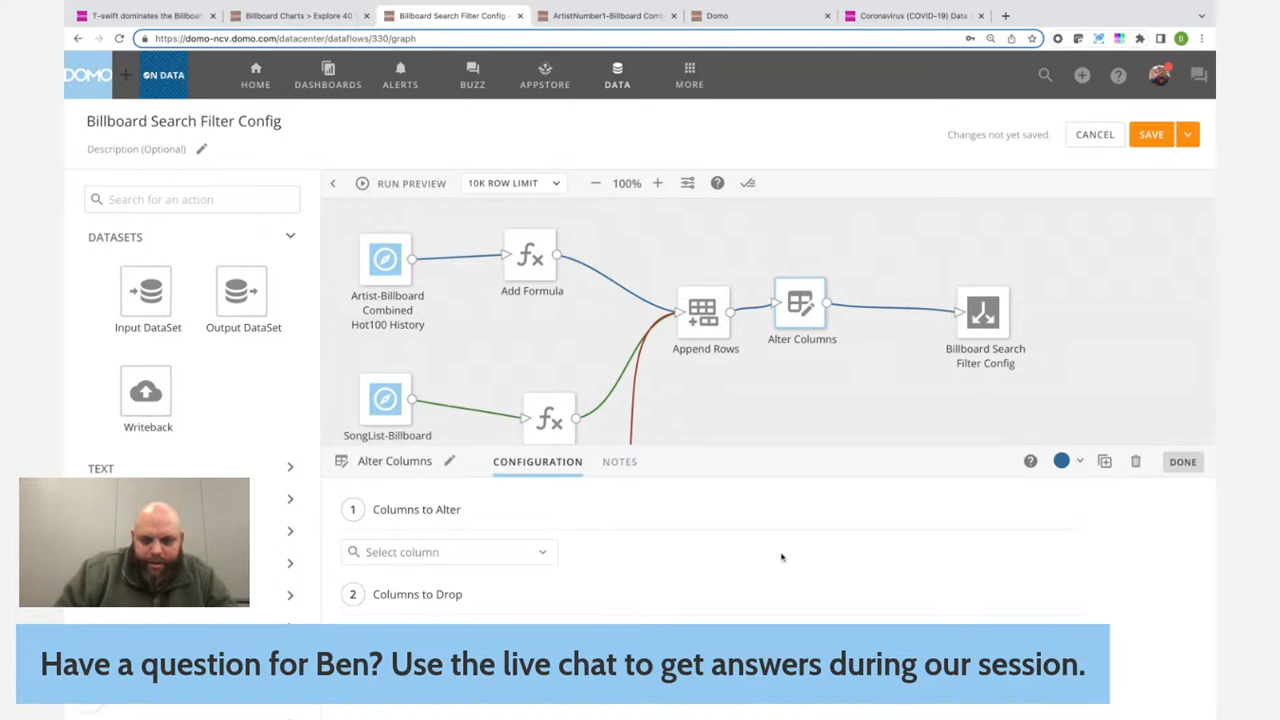 T-swift dominates the Billboar
Billboard Charts > Explore 40
Billboard Search Filter Config -
ArtistNumber1-Billboard Com
Domo
Coronavirus (COVID-19) Data
https://domo-ncv.domo.com/datacenter/dataflows/330/graph
DOMO
ON DATA
HOME
DASHBOARDS
ALERTS
BUZZ
APPSTORE
DATA
MORE
Billboard Search Filter Config
Description (Optional)
Changes not yet saved.
CANCEL
SAVE
RUN PREVIEW
10K ROW LIMIT
100%
Search for an action
DATASETS
Input DataSet
Output DataSet
Writeback
TEXT
Artist-Billboard
Combined
Hot100 History
Add Formula
Append Rows
Alter Columns
Billboard Search
Filter Config
SongList-Billboard
Alter Columns
CONFIGURATION
NOTES
DONE
1 Columns to Alter
Select column
2 Columns to Drop
Have a question for Ben? Use the live chat to get answers during our session.